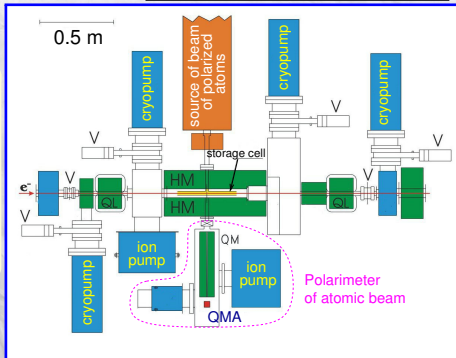 0.5 m
cryopump
source of beam
of polarized
atoms
cryopump
cryopump
V
V
V
storage cell
HM
HM
e⁻
V
QL
QL
V
V
ion
pump
QM
ion
pump
cryopump
QMA
Polarimeter
of atomic beam